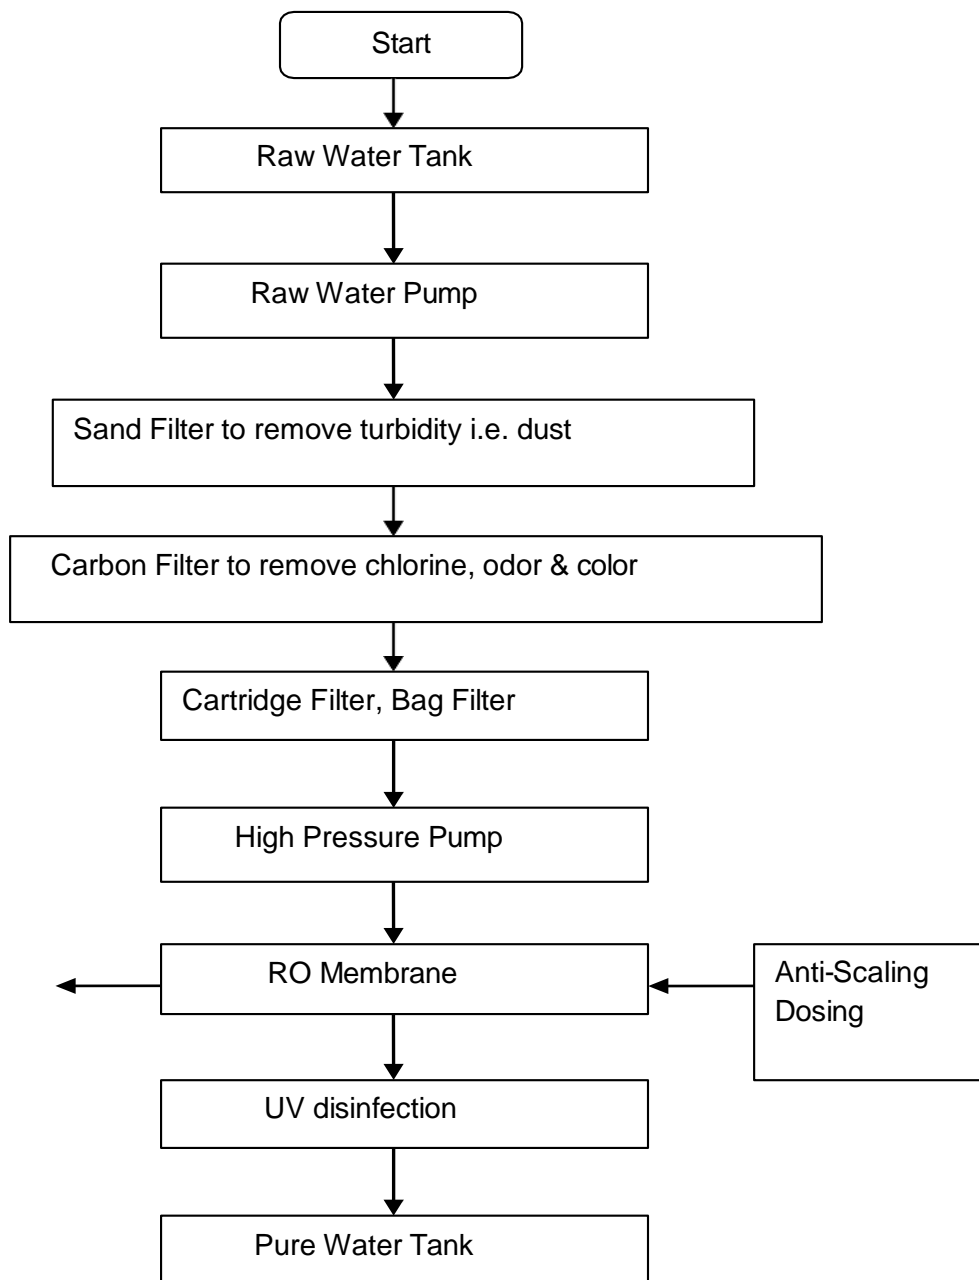 Start
Raw Water Tank
Raw Water Pump
Sand Filter to remove turbidity i.e. dust
Carbon Filter to remove chlorine, odor & color
Cartridge Filter, Bag Filter
High Pressure Pump
RO Membrane
Anti-Scaling
Dosing
UV disinfection
Pure Water Tank